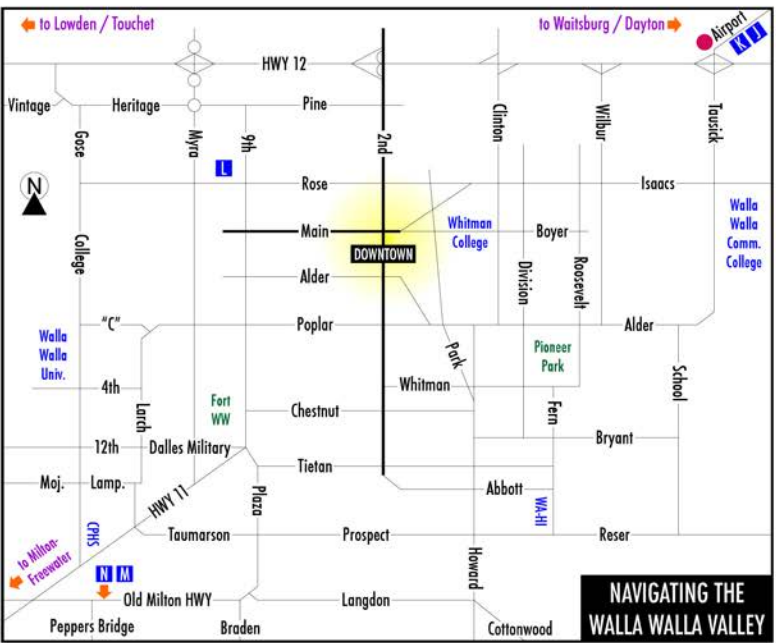 to Lowden / Touchet
to Waitsburg / Dayton
Airport
K J
HWY 12
Vintage
Heritage
Pine
Gose
Myra
9th
2nd
Clinton
Wilbur
Tausick
N
L
Rose
Isaacs
Main
Whitman
College
Boyer
Walla
Walla
Comm.
College
DOWNTOWN
College
Alder
Division
Roosevelt
"C"
Poplar
Alder
Walla
Walla
Univ.
Park
Pioneer
Park
School
4th
Whitman
Larch
Fort
WW
Chestnut
Fern
12th
Dalles Military
Bryant
Tietan
Moj.
Lamp.
HWY 11
Plaza
Abbott
WA-HI
CPHS
Taumarson
Prospect
Reser
to Milton-
Freewater
N M
Howard
Old Milton HWY
Langdon
Peppers Bridge
Braden
Cottonwood
NAVIGATING THE
WALLA WALLA VALLEY